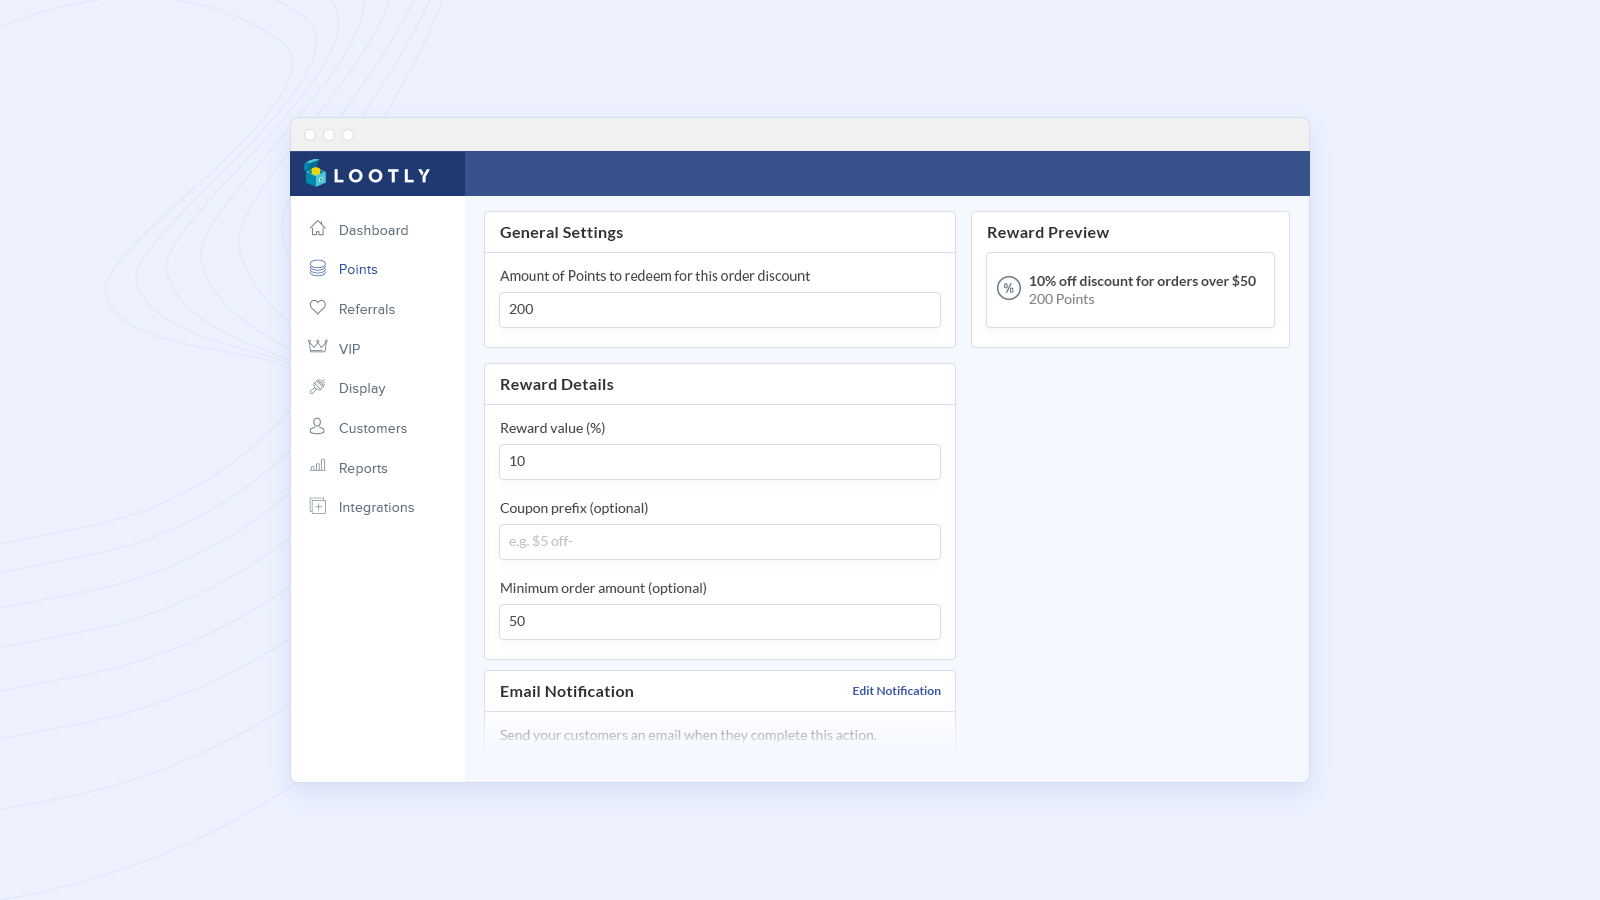 LOOTLY
Dashboard
Points
Referrals
VIP
Display
Customers
Reports
Integrations
General Settings
Amount of Points to redeem for this order discount
200
Reward Details
Reward value (%)
10
Coupon prefix (optional)
e.g. $5 off-
Minimum order amount (optional)
50
Email Notification
Edit Notification
Send your customers an email when they complete this action.
Reward Preview
%
10% off discount for orders over $50
200 Points